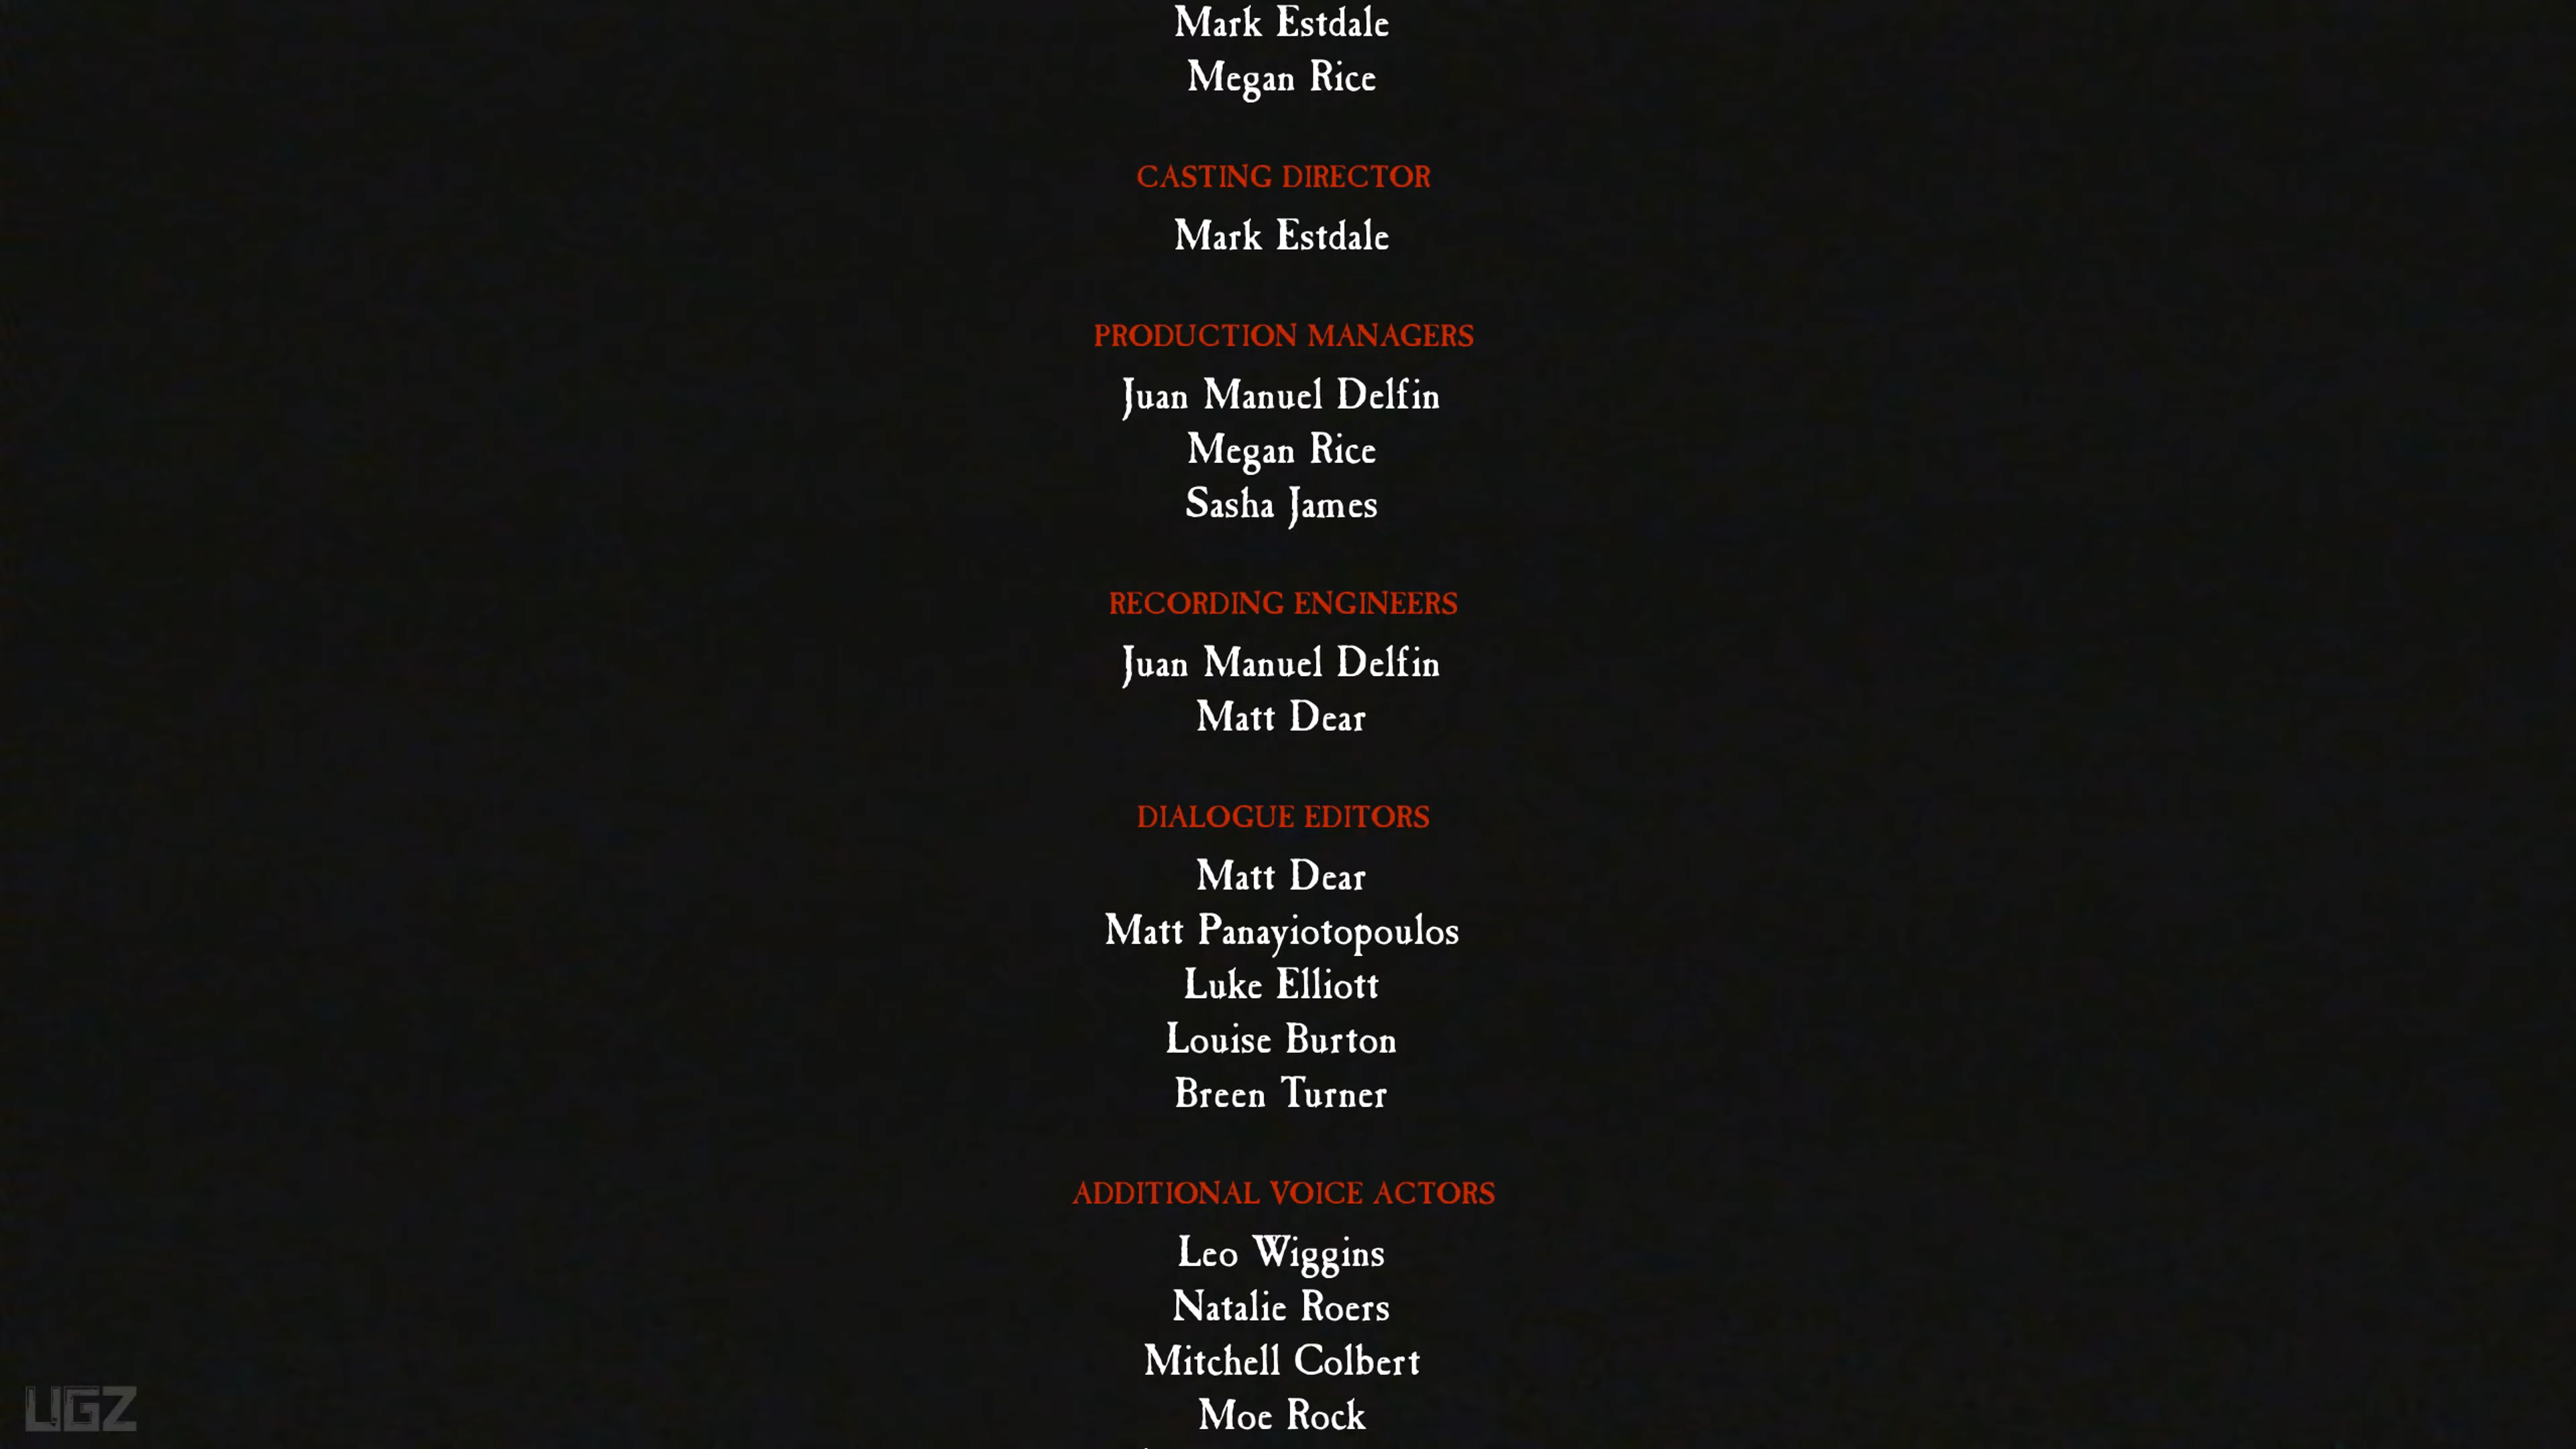 Mark Estdale
Megan Rice
CASTING DIRECTOR
Mark Estdale
PRODUCTION MANAGERS
Juan Manuel Delfin
Megan Rice
Sasha James
RECORDING ENGINEERS
Juan Manuel Delfin
Matt Dear
DIALOGUE EDITORS
Matt Dear
Matt Panayiotopoulos
Luke Elliott
Louise Burton
Breen Turner
ADDITIONAL VOICE ACTORS
Leo Wiggins
Natalie Roers
Mitchell Colbert
Moe Rock
UGZ